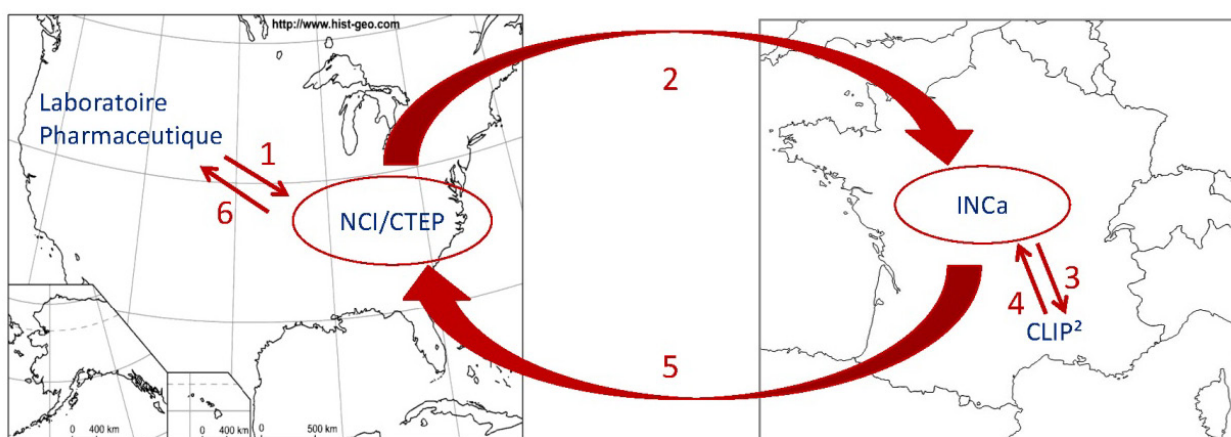 http://www.hist-geo.com
Laboratoire
Pharmaceutique
1
6
NCI/CTEP
2
INCa
3
4
CLIP²
5
0 400 km
0 400 km
0 500 km